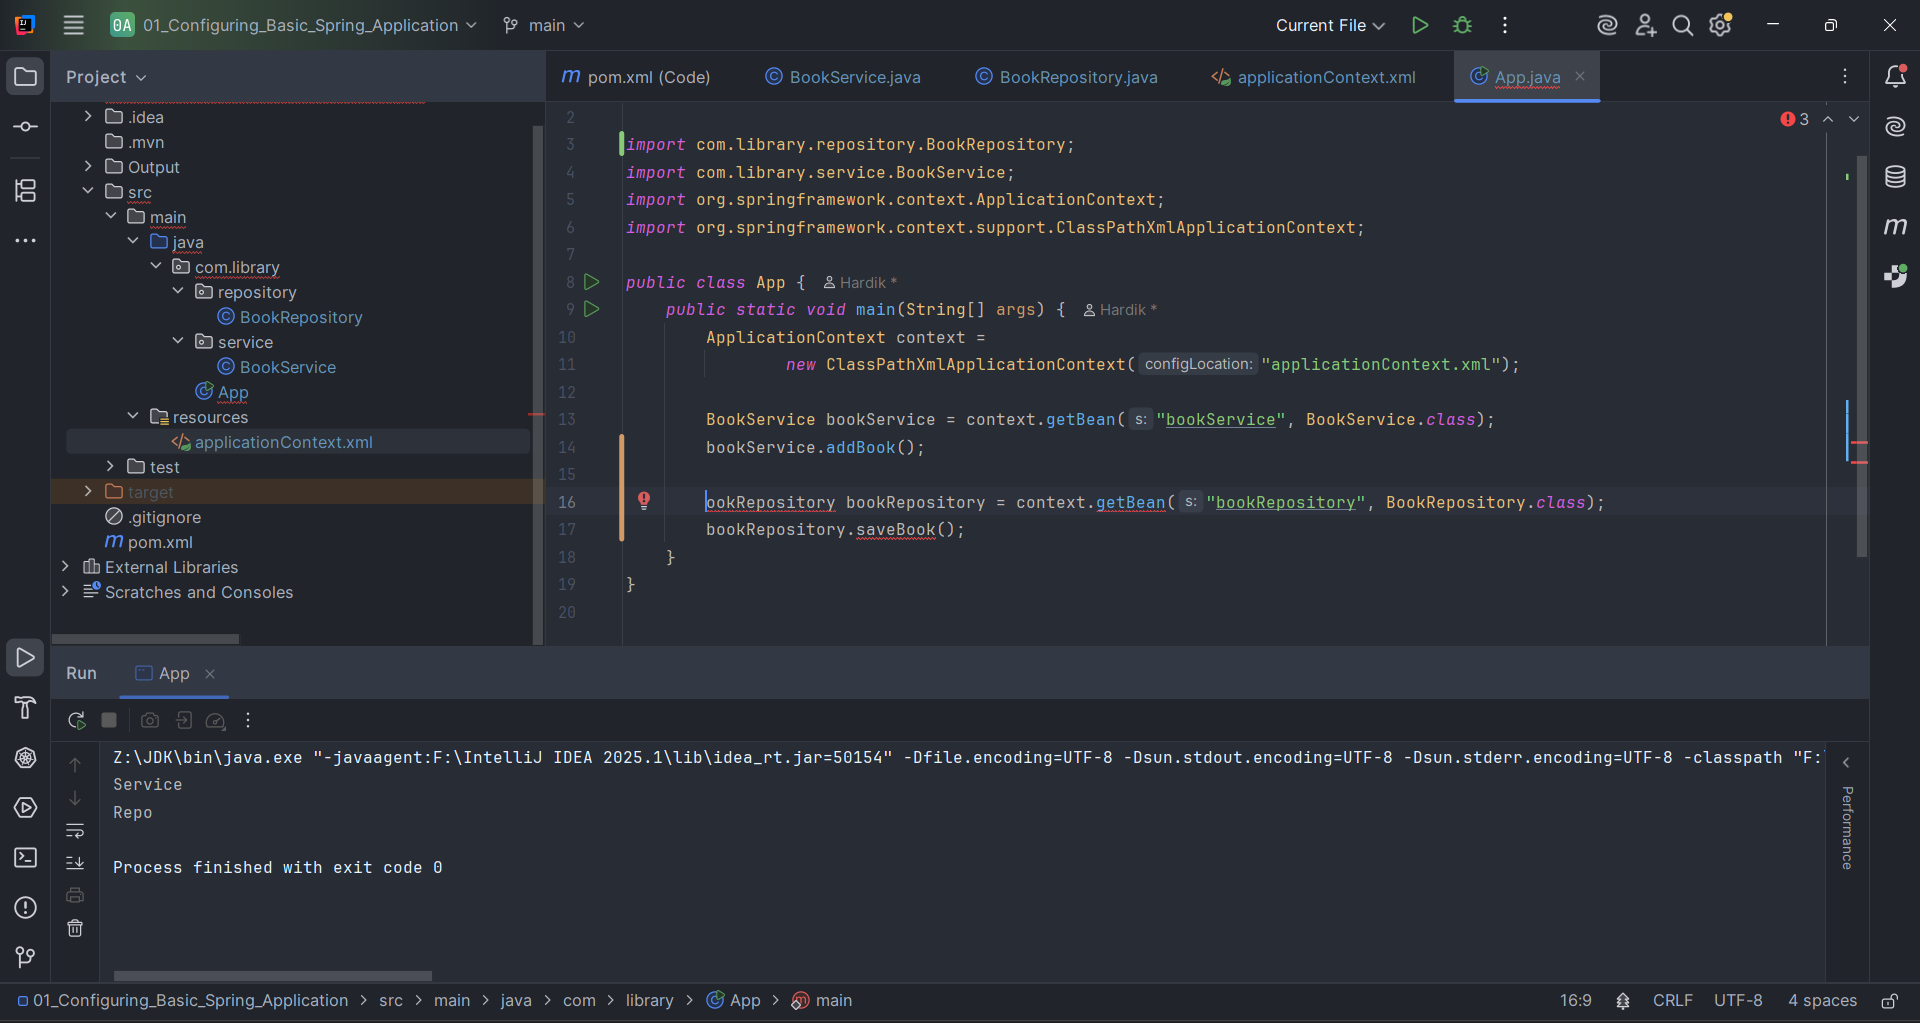 0A 01_Configuring_Basic_Spring_Application main Current File
Project
pom.xml (Code) BookService.java BookRepository.java applicationContext.xml App.java
.idea
.mvn
Output
src
main
java
com.library
repository
BookRepository
service
BookService
App
resources
applicationContext.xml
test
target
.gitignore
pom.xml
External Libraries
Scratches and Consoles
3
2
3 import com.library.repository.BookRepository;
4 import com.library.service.BookService;
5 import org.springframework.context.ApplicationContext;
6 import org.springframework.context.support.ClassPathXmlApplicationContext;
7
8 public class App { Hardik *
9 public static void main(String[] args) { Hardik *
10 ApplicationContext context =
11 new ClassPathXmlApplicationContext( configLocation: "applicationContext.xml");
12
13 BookService bookService = context.getBean( s: "bookService", BookService.class);
14 bookService.addBook();
15
16 ookRepository bookRepository = context.getBean( s: "bookRepository", BookRepository.class);
17 bookRepository.saveBook();
18 }
19 }
20
Run App
Z:\JDK\bin\java.exe "-javaagent:F:\IntelliJ IDEA 2025.1\lib\idea_rt.jar=50154" -Dfile.encoding=UTF-8 -Dsun.stdout.encoding=UTF-8 -Dsun.stderr.encoding=UTF-8 -classpath "F:
Service
Repo
Process finished with exit code 0
Performance
01_Configuring_Basic_Spring_Application > src > main > java > com > library > App > main 16:9 CRLF UTF-8 4 spaces